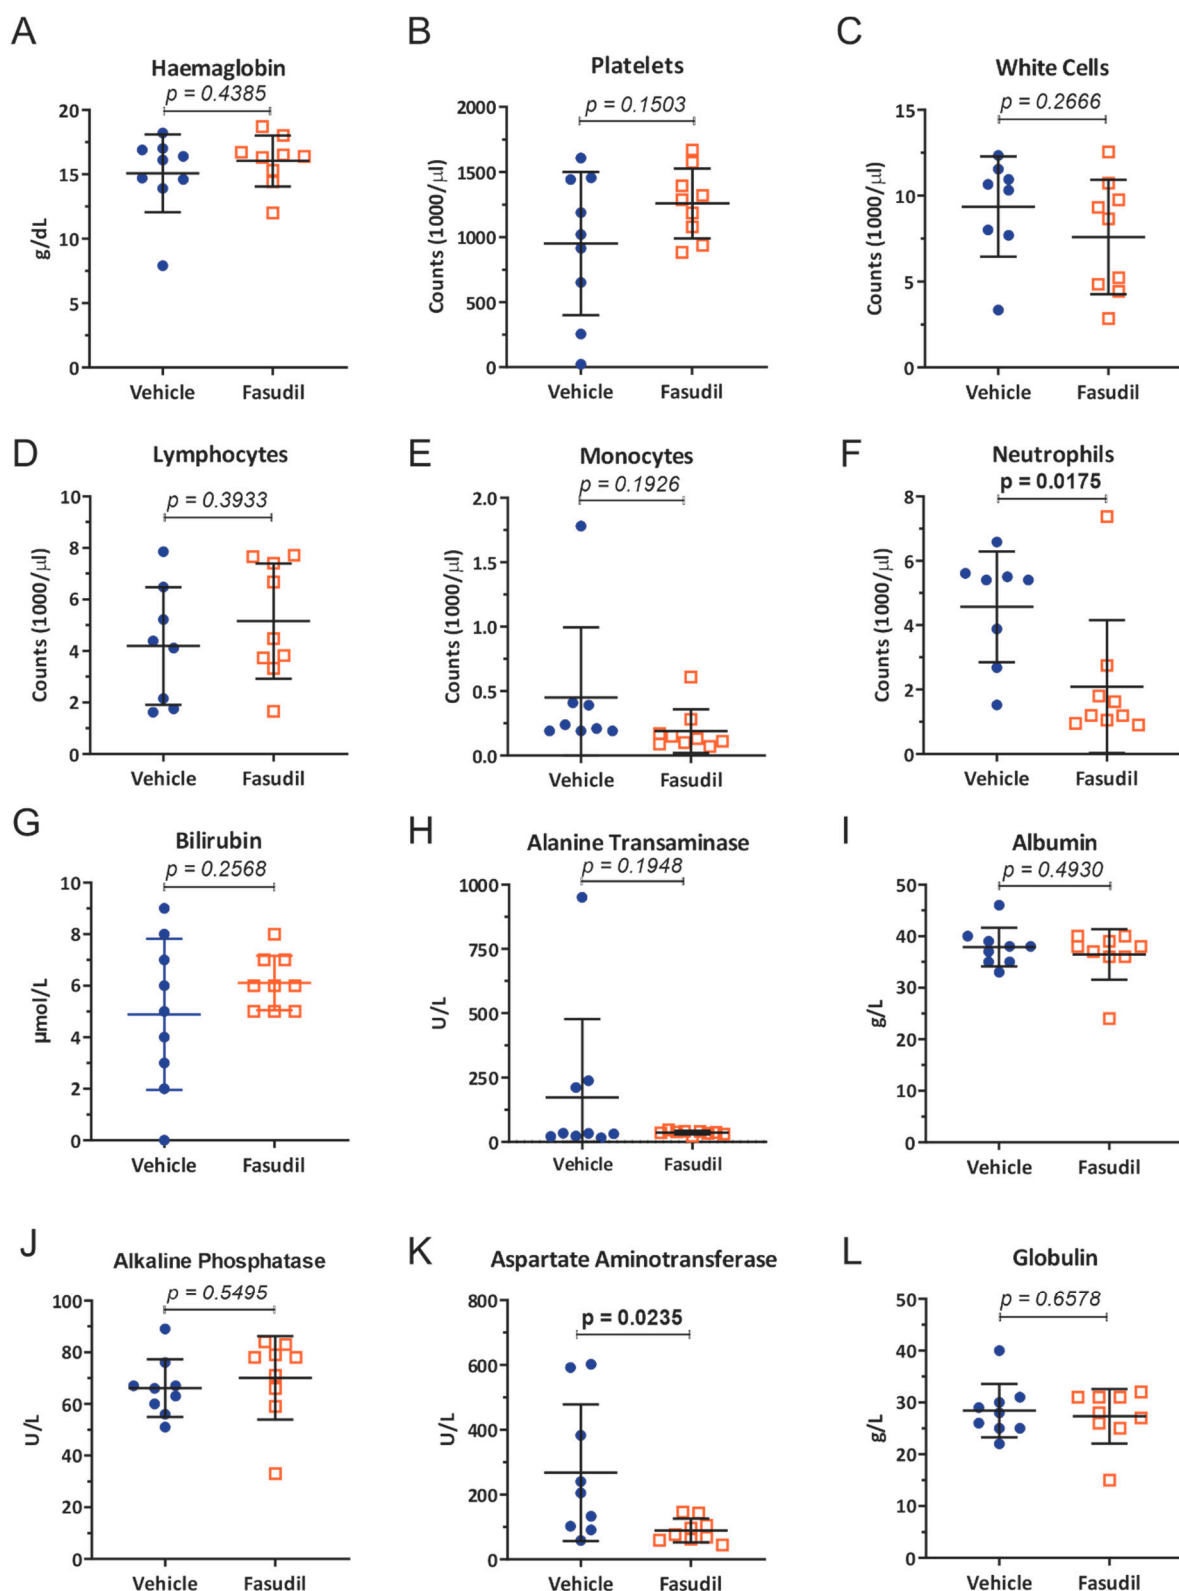 A
Haemaglobin
p = 0.4385
20
15
10
5
0
g/dL
Vehicle
Fasudil
B
Platelets
p = 0.1503
2000
1500
1000
500
0
Counts (1000/µl)
Vehicle
Fasudil
C
White Cells
p = 0.2666
15
10
5
0
Counts (1000/µl)
Vehicle
Fasudil
D
Lymphocytes
p = 0.3933
10
8
6
4
2
0
Counts (1000/µl)
Vehicle
Fasudil
E
Monocytes
p = 0.1926
2.0
1.5
1.0
0.5
0.0
Counts (1000/µl)
Vehicle
Fasudil
F
Neutrophils
p = 0.0175
8
6
4
2
0
Counts (1000/µl)
Vehicle
Fasudil
G
Bilirubin
p = 0.2568
10
8
6
4
2
0
µmol/L
Vehicle
Fasudil
H
Alanine Transaminase
p = 0.1948
1000
750
500
250
0
U/L
Vehicle
Fasudil
I
Albumin
p = 0.4930
50
40
30
20
10
0
g/L
Vehicle
Fasudil
J
Alkaline Phosphatase
p = 0.5495
100
80
60
40
20
0
U/L
Vehicle
Fasudil
K
Aspartate Aminotransferase
p = 0.0235
800
600
400
200
0
U/L
Vehicle
Fasudil
L
Globulin
p = 0.6578
50
40
30
20
10
0
g/L
Vehicle
Fasudil